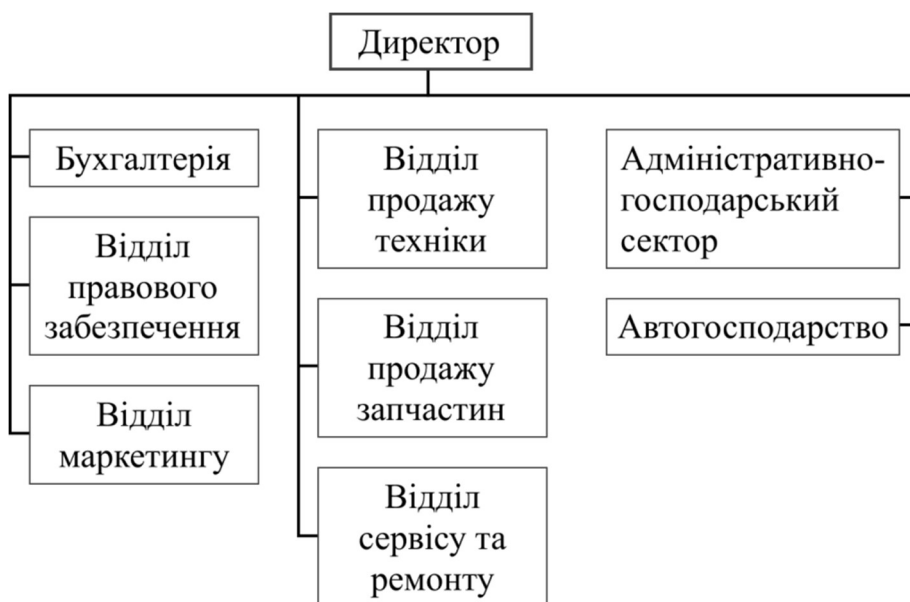 Директор
Бухгалтерія
Відділ
правового
забезпечення
Відділ
маркетингу
Відділ
продажу
техніки
Відділ
продажу
запчастин
Відділ
сервісу та
ремонту
Адміністративно-
господарський
сектор
Автогосподарство